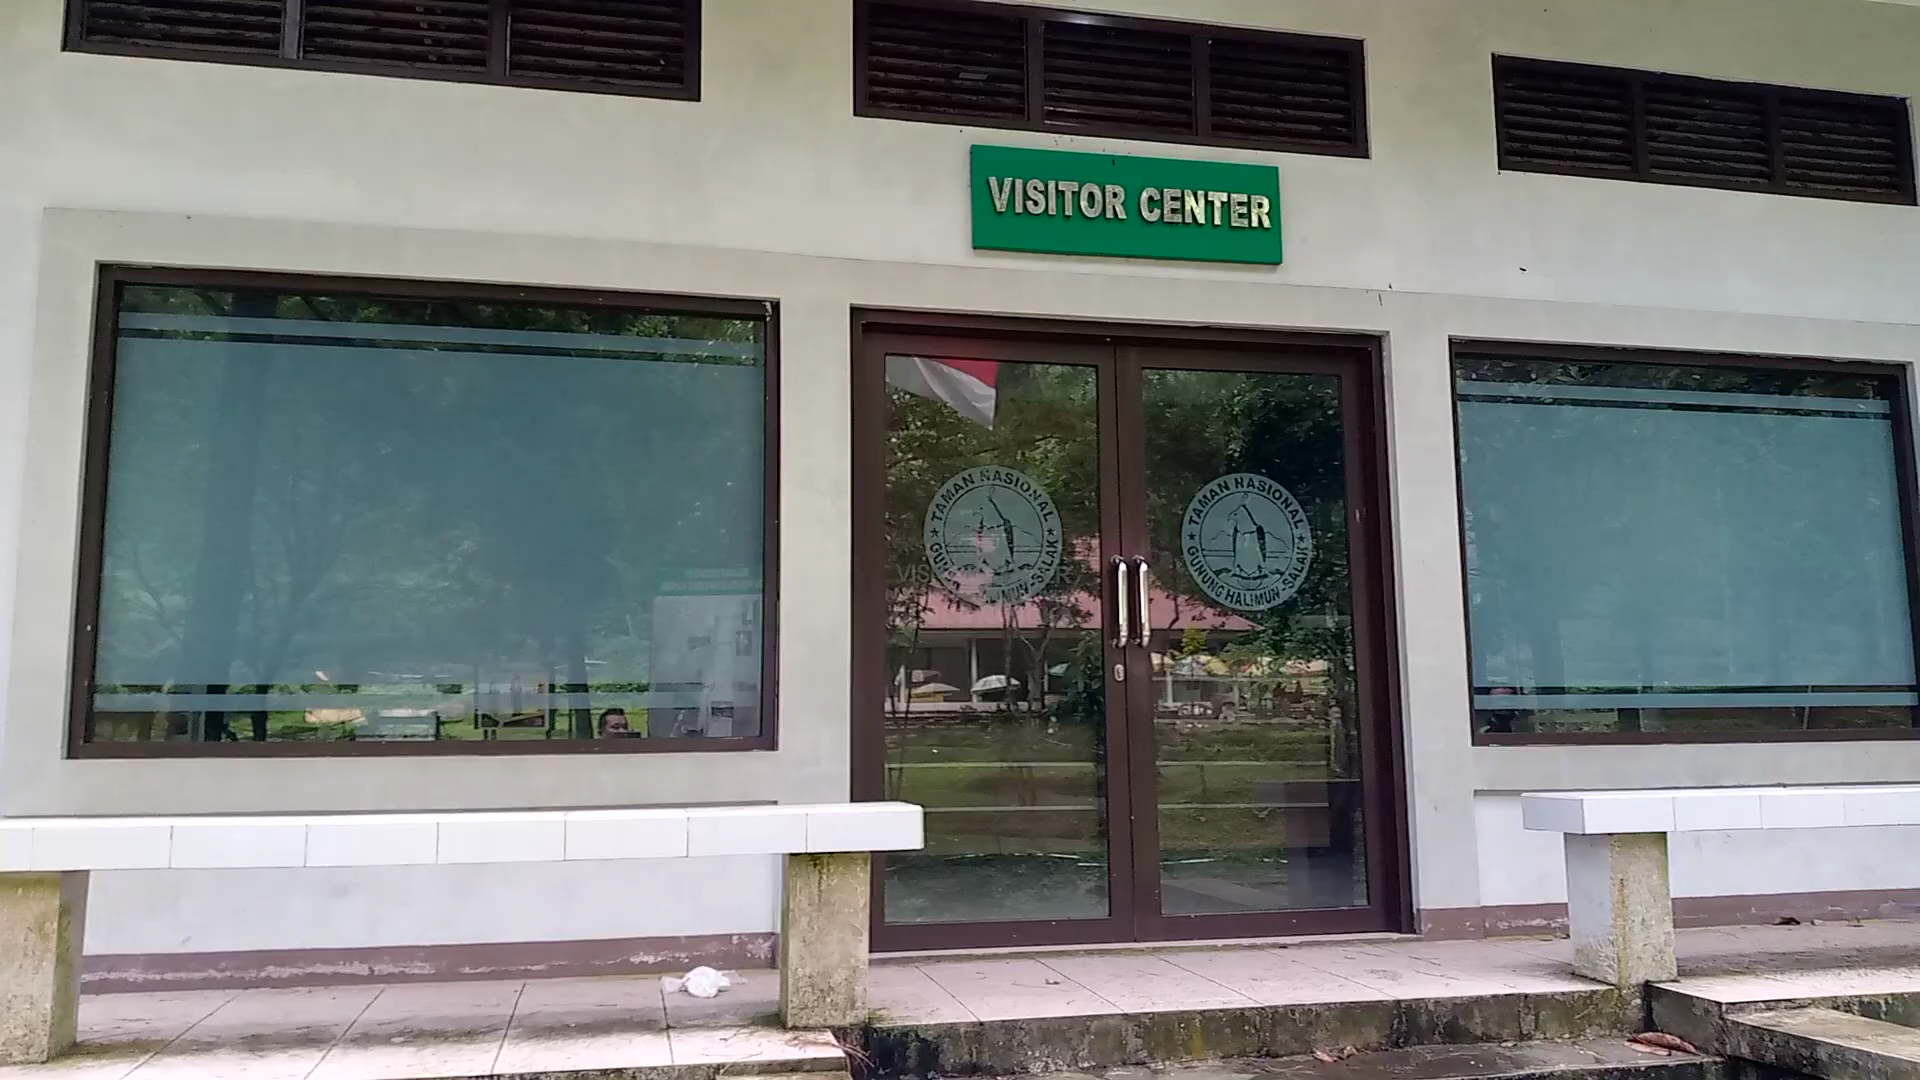 VISITOR CENTER
TAMAN NASIONAL
GUNUNG HALIMUN-SALAK
TAMAN NASIONAL
GUNUNG HALIMUN-SALAK